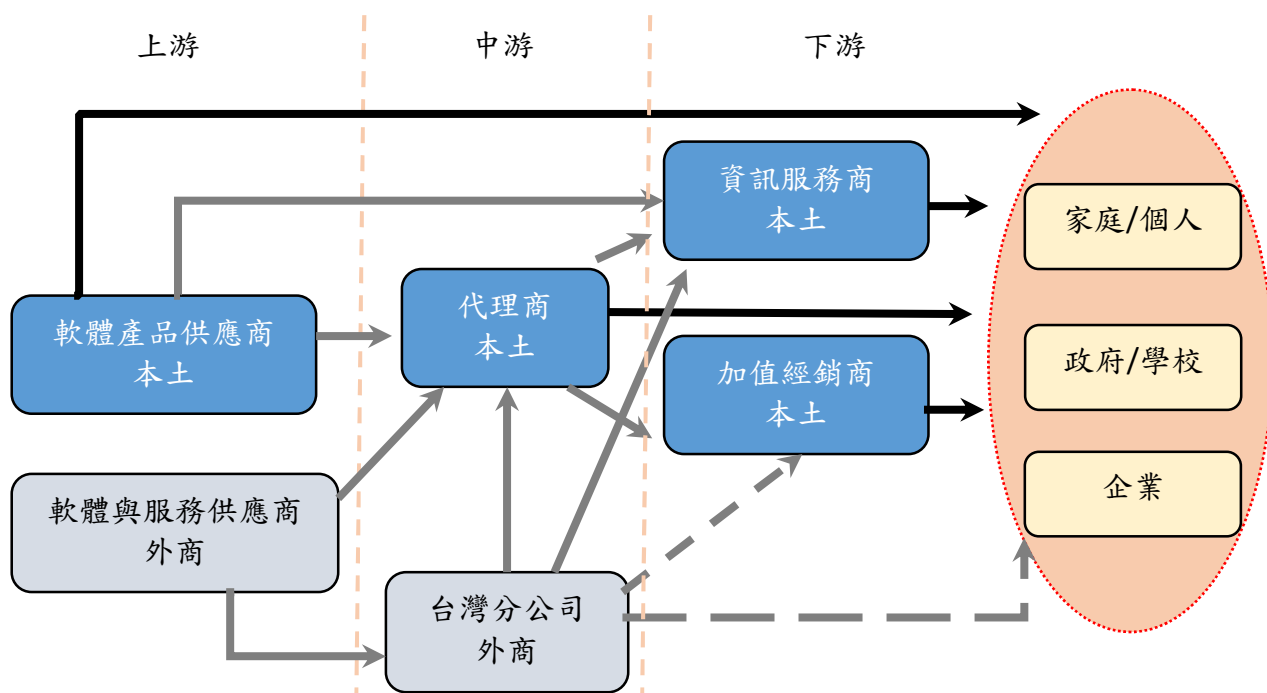 上游
中游
下游
資訊服務商
本土
家庭/個人
軟體產品供應商
本土
代理商
本土
加值經銷商
本土
政府/學校
軟體與服務供應商
外商
台灣分公司
外商
企業